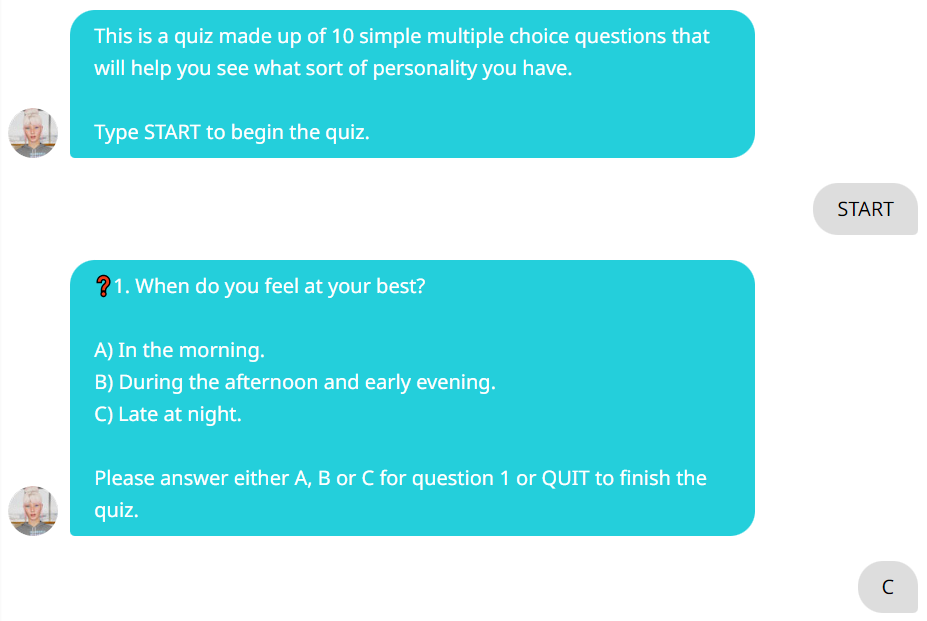 This is a quiz made up of 10 simple multiple choice questions that
will help you see what sort of personality you have.
Type START to begin the quiz.
START
❓1. When do you feel at your best?
A) In the morning.
B) During the afternoon and early evening.
C) Late at night.
Please answer either A, B or C for question 1 or QUIT to finish the
quiz.
C